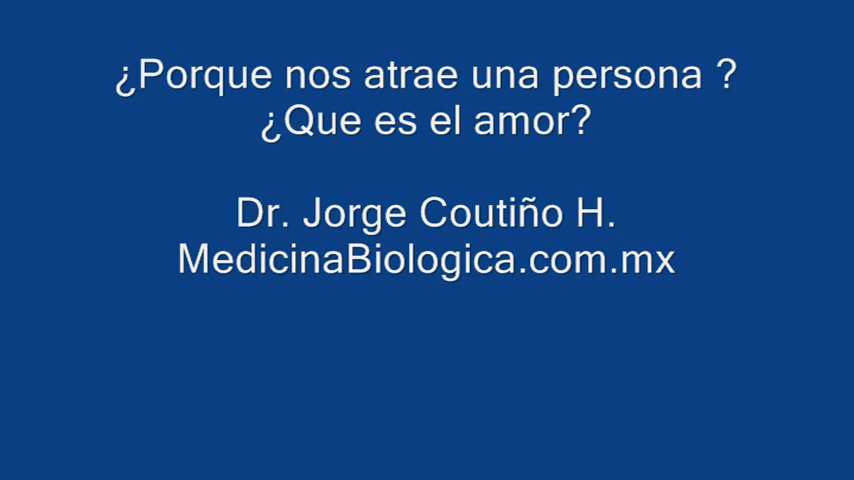 ¿Porque nos atrae una persona ?
¿Que es el amor?
Dr. Jorge Coutiño H.
MedicinaBiologica.com.mx